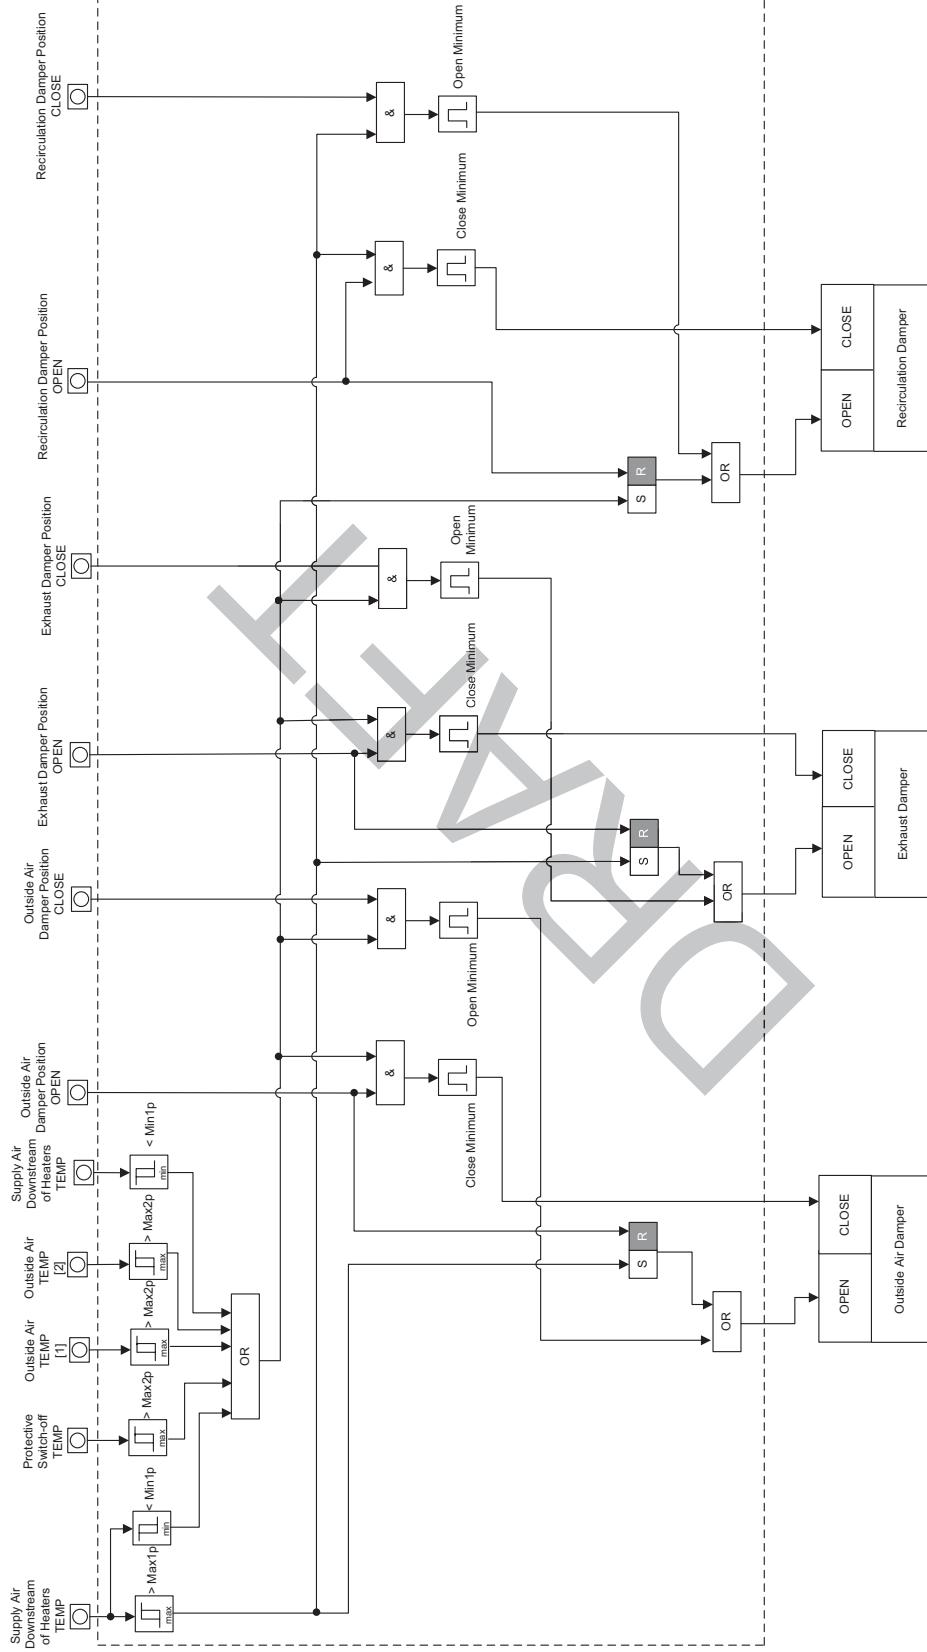 Supply Air
Downstream
of Heaters
TEMP
Protective
Switch-off
TEMP
Outside Air
TEMP
[1]
Outside Air
TEMP
[2]
Supply Air
Downstream
of Heaters
TEMP
Outside Air
Damper Position
OPEN
Outside Air
Damper Position
CLOSE
Exhaust Damper Position
OPEN
Exhaust Damper Position
CLOSE
Recirculation Damper Position
OPEN
Recirculation Damper Position
CLOSE
> Max1p
max
< Min1p
min
> Max2p
max
> Max2p
max
> Max2p
max
< Min1p
min
OR
&
&
&
&
&
&
Close Minimum
Open Minimum
Close Minimum
Open
Minimum
Close Minimum
Open Minimum
S
R
S
R
S
R
OR
OR
OR
OPEN
CLOSE
Outside Air Damper
OPEN
CLOSE
Exhaust Damper
OPEN
CLOSE
Recirculation Damper
DRAFT